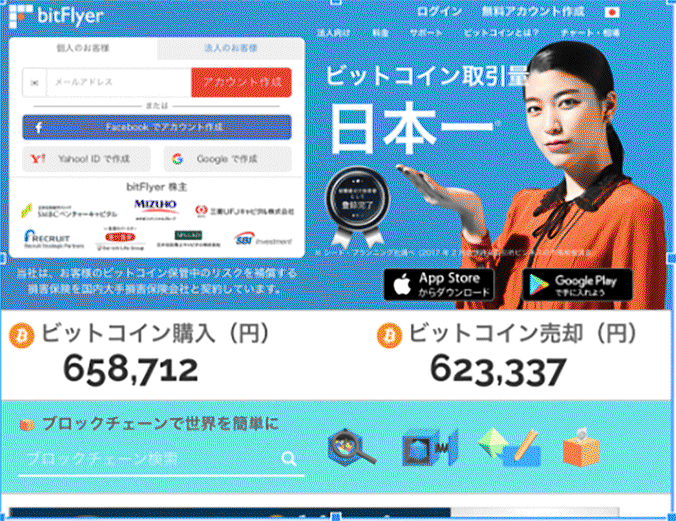 bitFlyer
ログイン 無料アカウント作成
法人向け 料金 サポート ビットコインとは? チャート・相場
個人のお客様 法人のお客様
メールアドレス アカウント作成
または
Facebook でアカウント作成
Yahoo! ID で作成 Google で作成
bitFlyer 株主
SMBCベンチャーキャピタル MIZUHO 三菱UFJキャピタル株式会社
RECRUIT
Recruit Strategic Partners
第一生命
Dai-ichi Life Group
SBI Investment
当社は、お客様のビットコイン保管中のリスクを補償する
損害保険を国内大手損害保険会社と契約しています。
ビットコイン取引量
日本一
登録完了
App Store
からダウンロード
Google Play
で手に入れよう
ビットコイン購入(円)
658,712
ビットコイン売却(円)
623,337
ブロックチェーンで世界を簡単に
ブロックチェーン検索